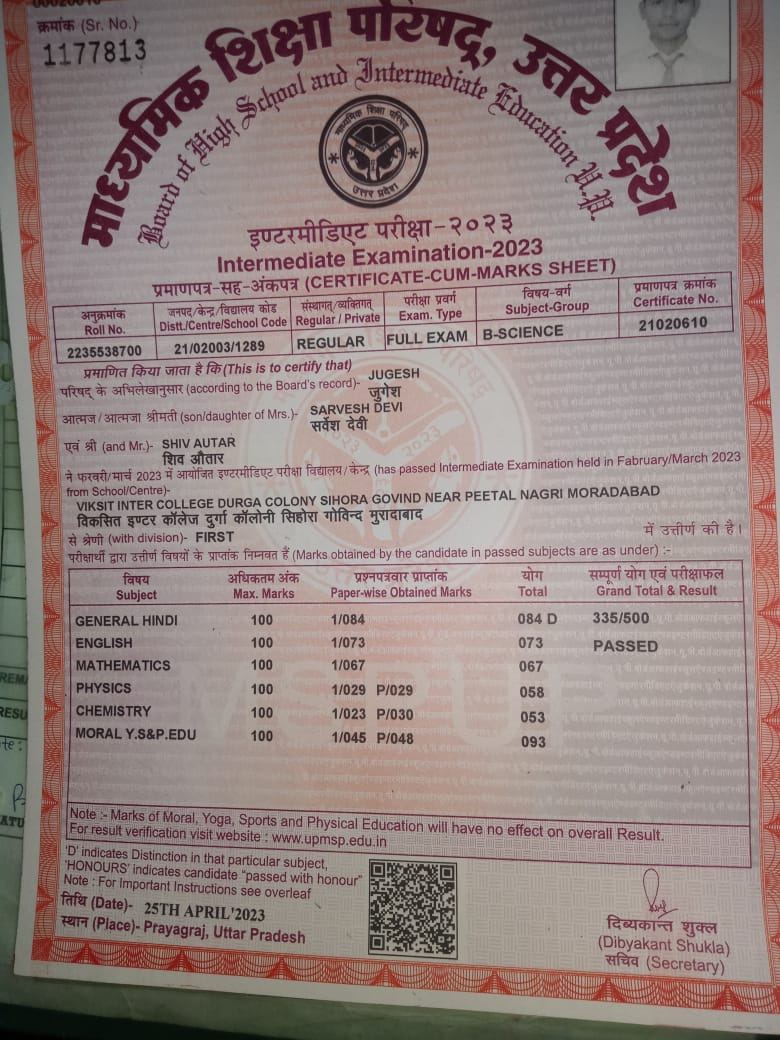 क्रमांक (Sr. No.)
1177813
माध्यमिक शिक्षा परिषद्, उत्तर प्रदेश
Board of High School and Intermediate Education U.P.
माध्यमिक शिक्षा परिषद
उत्तर प्रदेश
इण्टरमीडिएट परीक्षा-२०२३
Intermediate Examination-2023
प्रमाणपत्र-सह-अंकपत्र (CERTIFICATE-CUM-MARKS SHEET)
अनुक्रमांक जनपद/केन्द्र/विद्यालय कोड संस्थागत/व्यक्तिगत परीक्षा प्रवर्ग विषय-वर्ग प्रमाणपत्र क्रमांक
Roll No. Distt./Centre/School Code Regular / Private Exam. Type Subject-Group Certificate No.
2235538700 21/02003/1289 REGULAR FULL EXAM B-SCIENCE 21020610
प्रमाणित किया जाता है कि (This is to certify that)
परिषद् के अभिलेखानुसार (according to the Board's record)- JUGESH
जुगेश
आत्मज/आत्मजा श्रीमती (son/daughter of Mrs.)- SARVESH DEVI
सर्वेश देवी
एवं श्री (and Mr.)- SHIV AUTAR
शिव औतार
ने फरवरी/मार्च 2023 में आयोजित इण्टरमीडिएट परीक्षा विद्यालय/केन्द्र (has passed Intermediate Examination held in Fabruary/March 2023
from School/Centre)-
VIKSIT INTER COLLEGE DURGA COLONY SIHORA GOVIND NEAR PEETAL NAGRI MORADABAD
विकसित इण्टर कॉलेज दुर्गा कॉलोनी सिहोरा गोविन्द मुरादाबाद
से श्रेणी (with division)- FIRST में उत्तीर्ण की है।
परीक्षार्थी द्वारा उत्तीर्ण विषयों के प्राप्तांक निम्नवत हैं (Marks obtained by the candidate in passed subjects are as under) :-
विषय अधिकतम अंक प्रश्नपत्रवार प्राप्तांक योग सम्पूर्ण योग एवं परीक्षाफल
Subject Max. Marks Paper-wise Obtained Marks Total Grand Total & Result
GENERAL HINDI 100 1/084 084 D 335/500
ENGLISH 100 1/073 073 PASSED
MATHEMATICS 100 1/067 067
PHYSICS 100 1/029 P/029 058
CHEMISTRY 100 1/023 P/030 053
MORAL Y.S&P.EDU 100 1/045 P/048 093
Note :- Marks of Moral, Yoga, Sports and Physical Education will have no effect on overall Result.
For result verification visit website : www.upmsp.edu.in
'D' indicates Distinction in that particular subject,
'HONOURS' indicates candidate "passed with honour"
Note : For Important Instructions see overleaf
तिथि (Date)- 25TH APRIL'2023
स्थान (Place)- Prayagraj, Uttar Pradesh
दिब्यकान्त शुक्ल
(Dibyakant Shukla)
सचिव (Secretary)